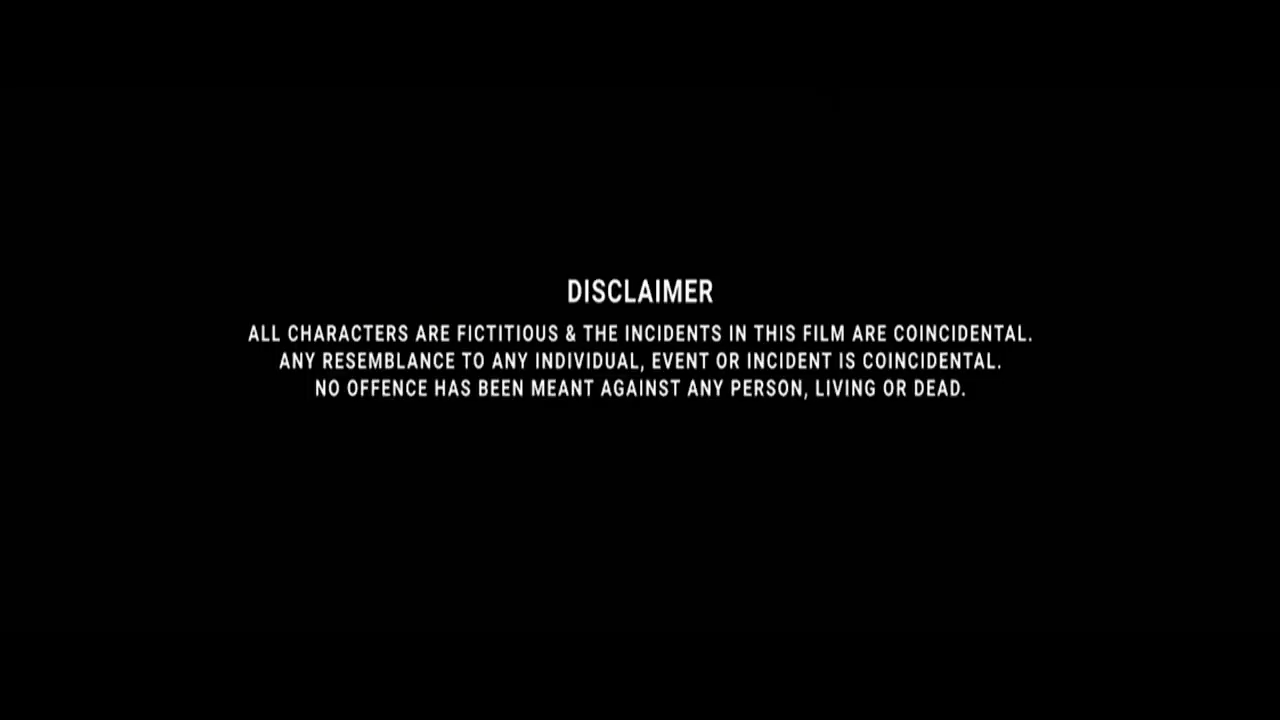 DISCLAIMER
ALL CHARACTERS ARE FICTITIOUS & THE INCIDENTS IN THIS FILM ARE COINCIDENTAL.
ANY RESEMBLANCE TO ANY INDIVIDUAL, EVENT OR INCIDENT IS COINCIDENTAL.
NO OFFENCE HAS BEEN MEANT AGAINST ANY PERSON, LIVING OR DEAD.